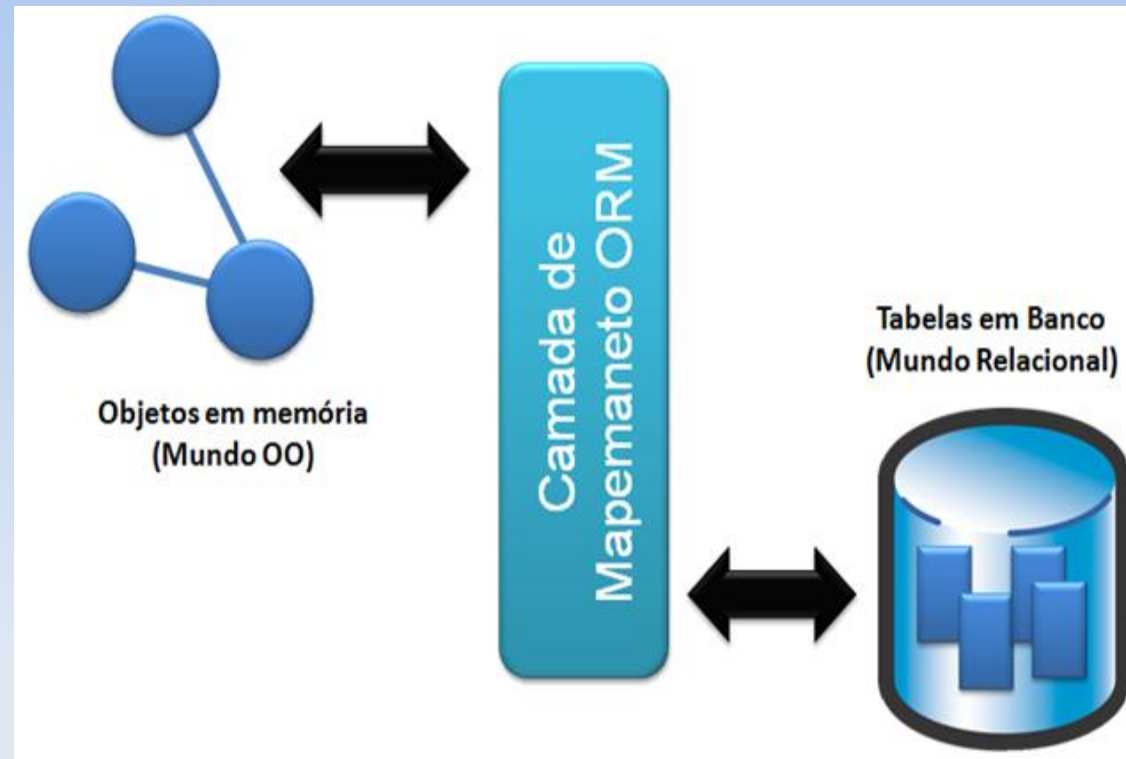 Objetos em memória
(Mundo OO)
Camada de
Mapemaneto ORM
Tabelas em Banco
(Mundo Relacional)